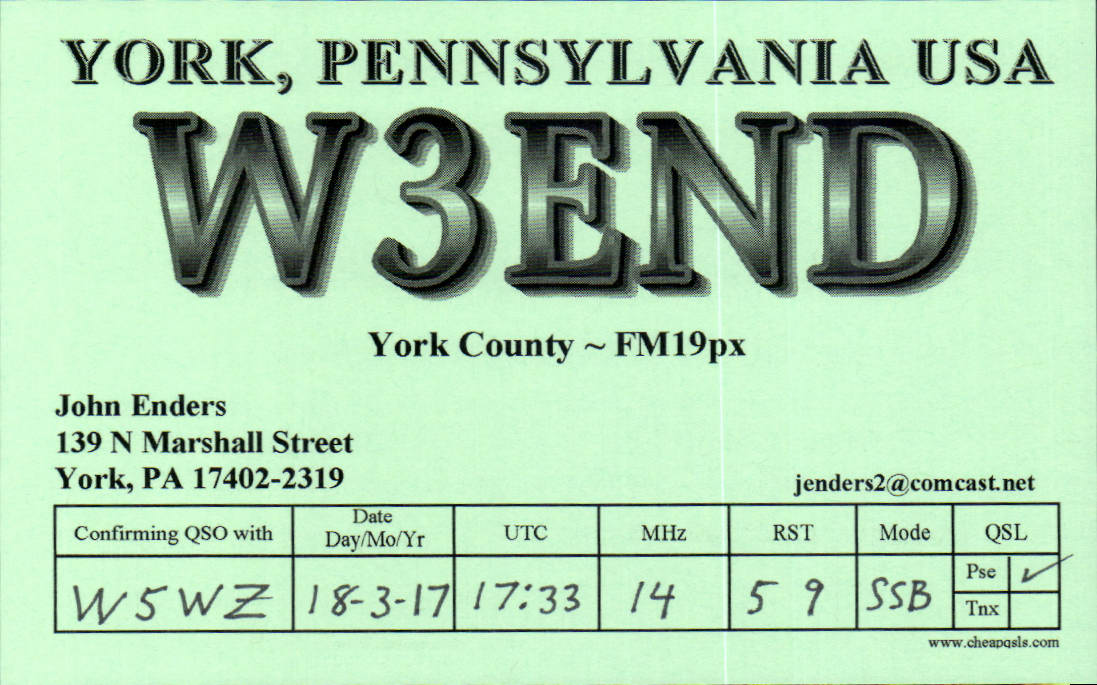 YORK, PENNSYLVANIA USA
W3END
York County ~ FM19px
John Enders
139 N Marshall Street
York, PA 17402-2319
jenders2@comcast.net
Confirming QSO with Date Day/Mo/Yr UTC MHz RST Mode QSL
W5WZ 18-3-17 17:33 14 59 SSB Pse ✓
Tnx
www.cheapqsls.com